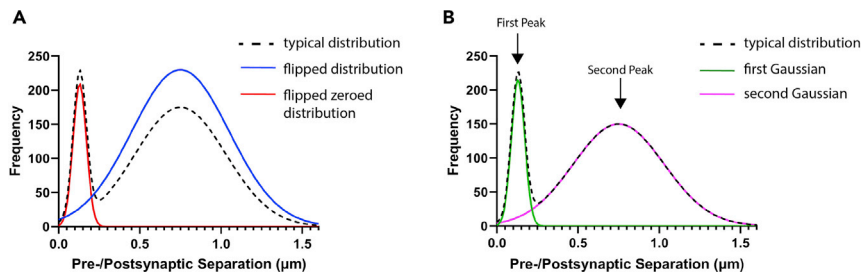 A
typical distribution
flipped distribution
flipped zeroed
distribution
250
200
150
100
50
0
Frequency
0.0
0.5
1.0
1.5
Pre-/Postsynaptic Separation (μm)
B
First Peak
Second Peak
typical distribution
first Gaussian
second Gaussian
250
200
150
100
50
0
Frequency
0.0
0.5
1.0
1.5
Pre-/Postsynaptic Separation (μm)